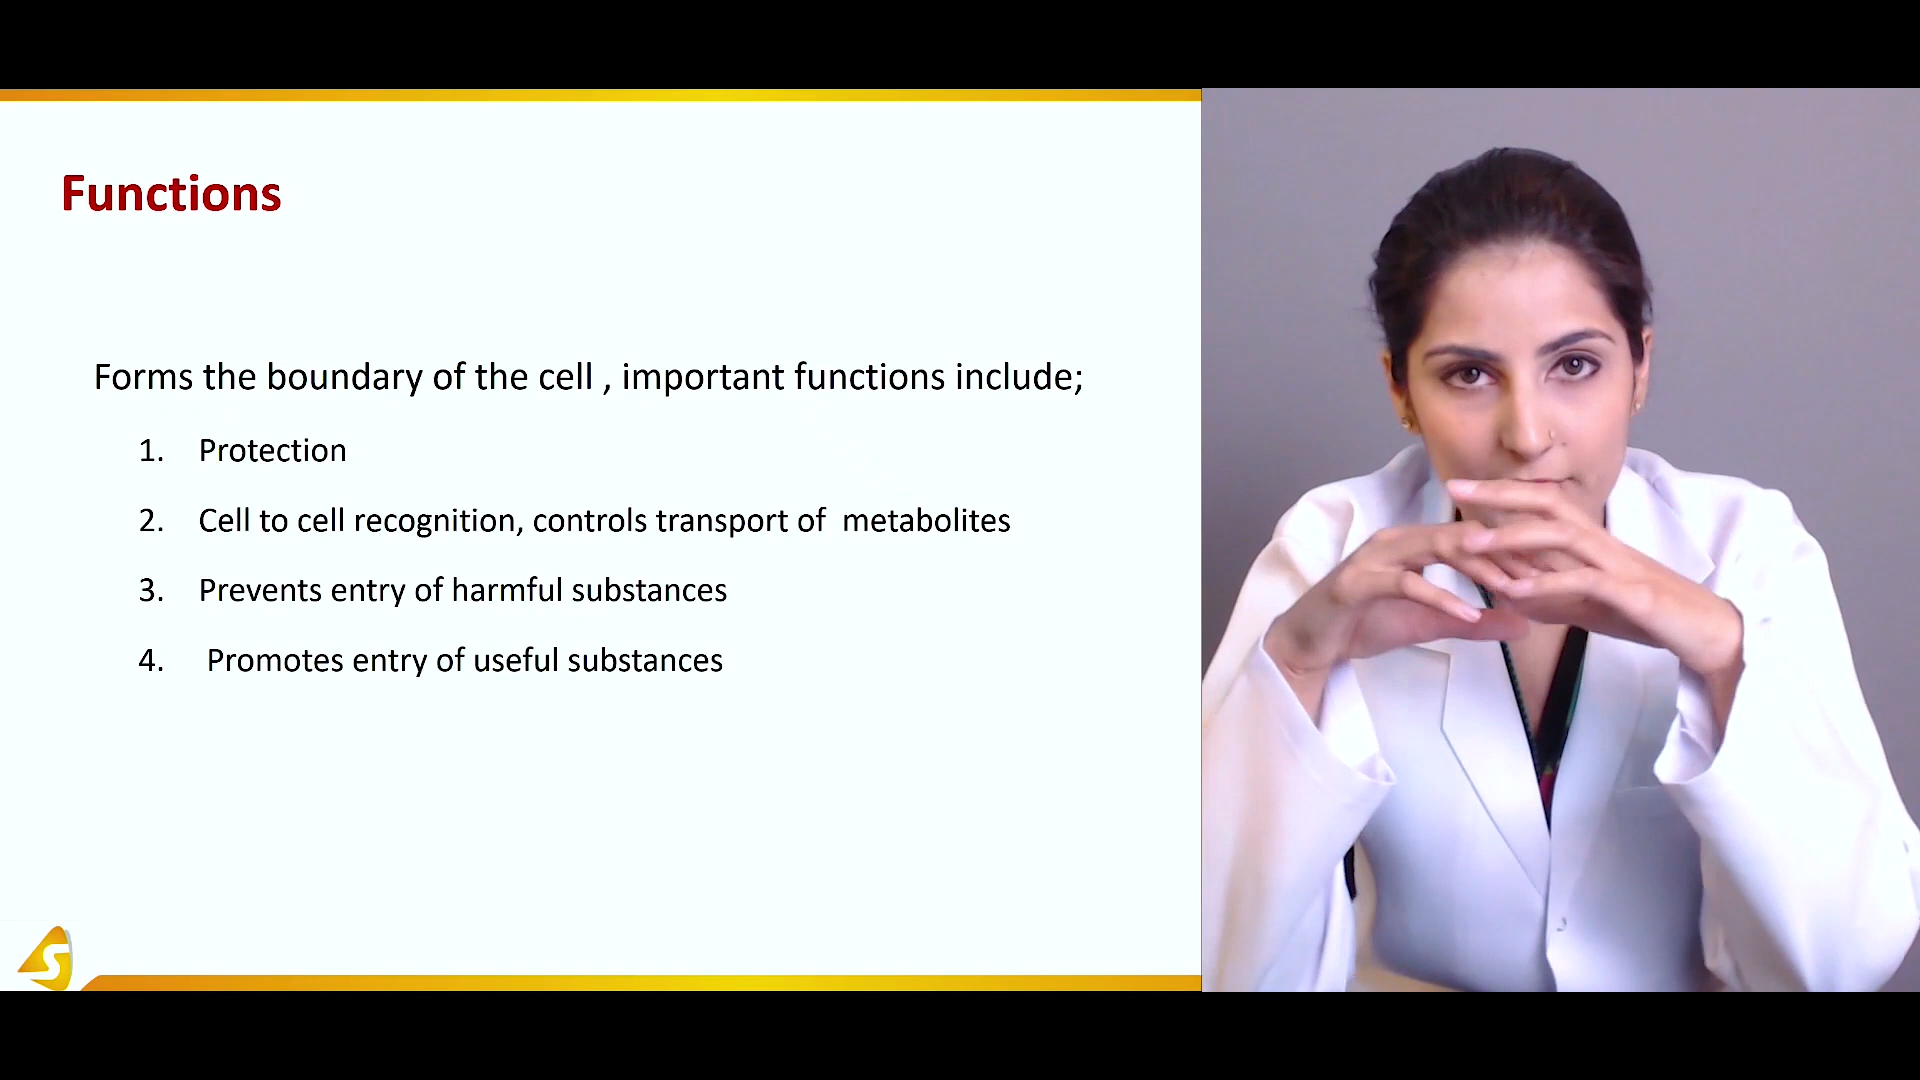 Functions
Forms the boundary of the cell , important functions include;
1. Protection
2. Cell to cell recognition, controls transport of metabolites
3. Prevents entry of harmful substances
4. Promotes entry of useful substances
S